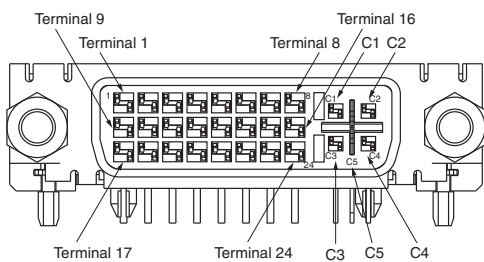 Terminal 9 Terminal 16
Terminal 1 Terminal 8 C1 C2
1 8 C1 C2
C3 C4
24 C5
Terminal 17 Terminal 24 C3 C5 C4